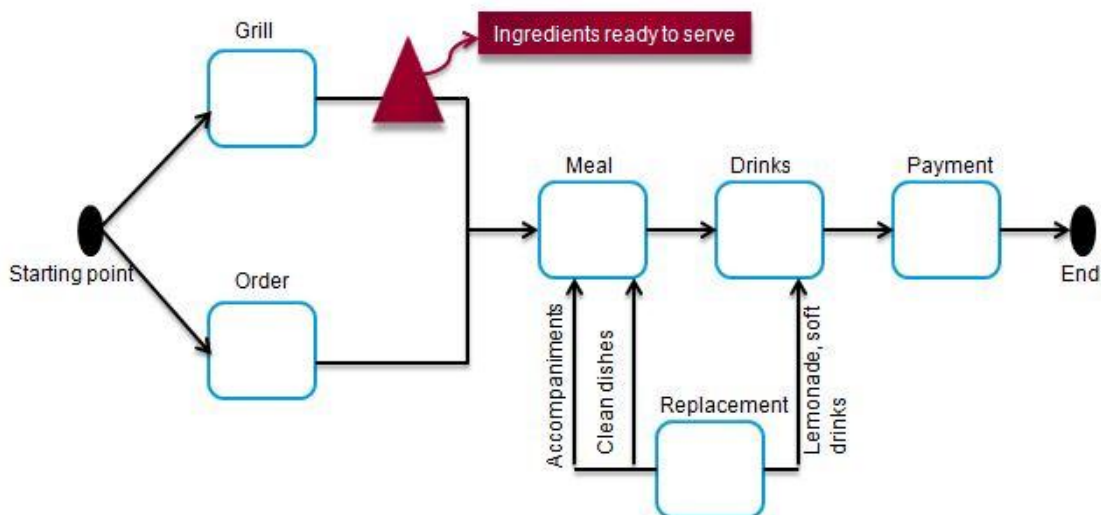 Grill
Ingredients ready to serve
Meal
Drinks
Payment
Starting point
Order
End
Accompaniments
Clean dishes
Lemonade, soft
drinks
Replacement